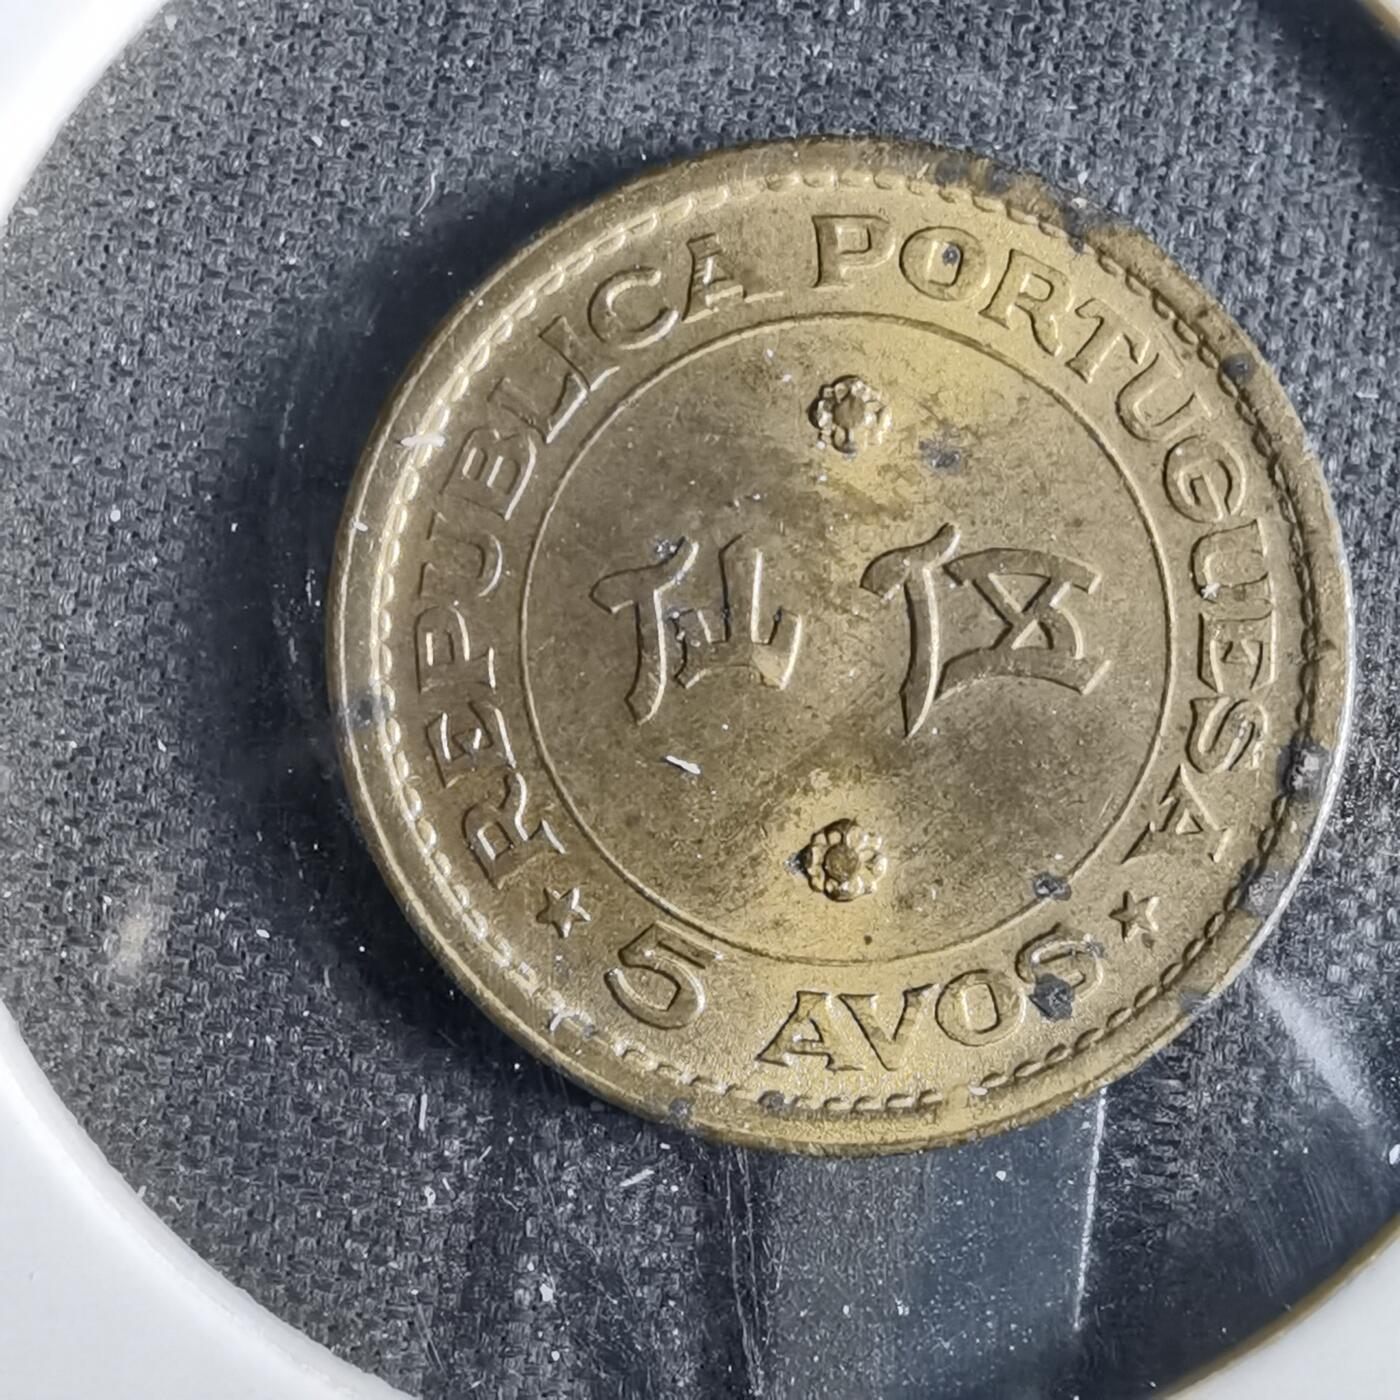 REPUBLICA PORTUGUESA
仙伍
★ 5 AVOS ★